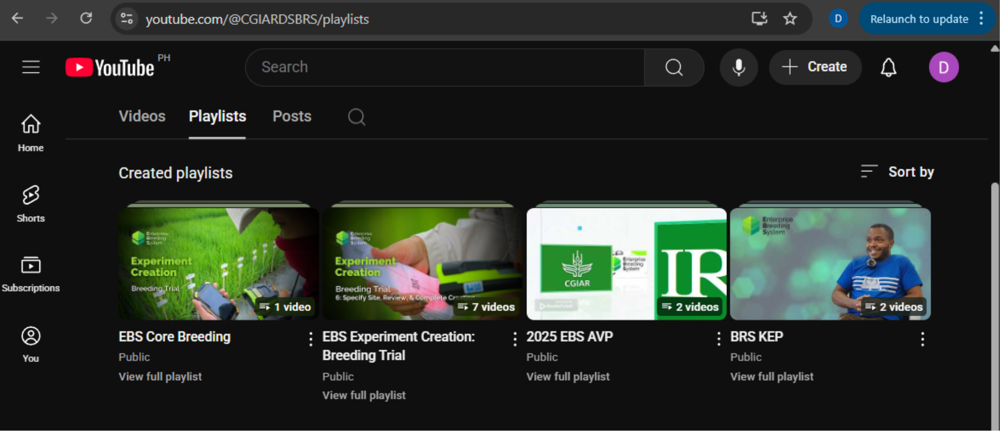 youtube.com/@CGIARDSBRS/playlists
D
Relaunch to update
YouTube PH
Search
Create
D
Home
Shorts
Subscriptions
You
Videos
Playlists
Posts
Created playlists
Sort by
Enterprise
Breeding
System
Experiment
Creation
Breeding Trial
1 video
EBS Core Breeding
Public
View full playlist
Enterprise
Breeding
System
Experiment
Creation
Breeding Trial
6: Specify Site, Review, & Complete
7 videos
EBS Experiment Creation:
Breeding Trial
Public
View full playlist
CGIAR
Enterprise
Breeding
System
IR
2 videos
2025 EBS AVP
Public
View full playlist
Enterprise
Breeding
System
2 videos
BRS KEP
Public
View full playlist